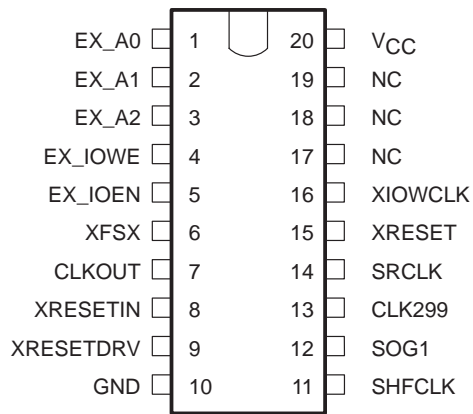 EX_A0 1 20 VCC
EX_A1 2 19 NC
EX_A2 3 18 NC
EX_IOWE 4 17 NC
EX_IOEN 5 16 XIOWCLK
XFSX 6 15 XRESET
CLKOUT 7 14 SRCLK
XRESETIN 8 13 CLK299
XRESETDRV 9 12 SOG1
GND 10 11 SHFCLK